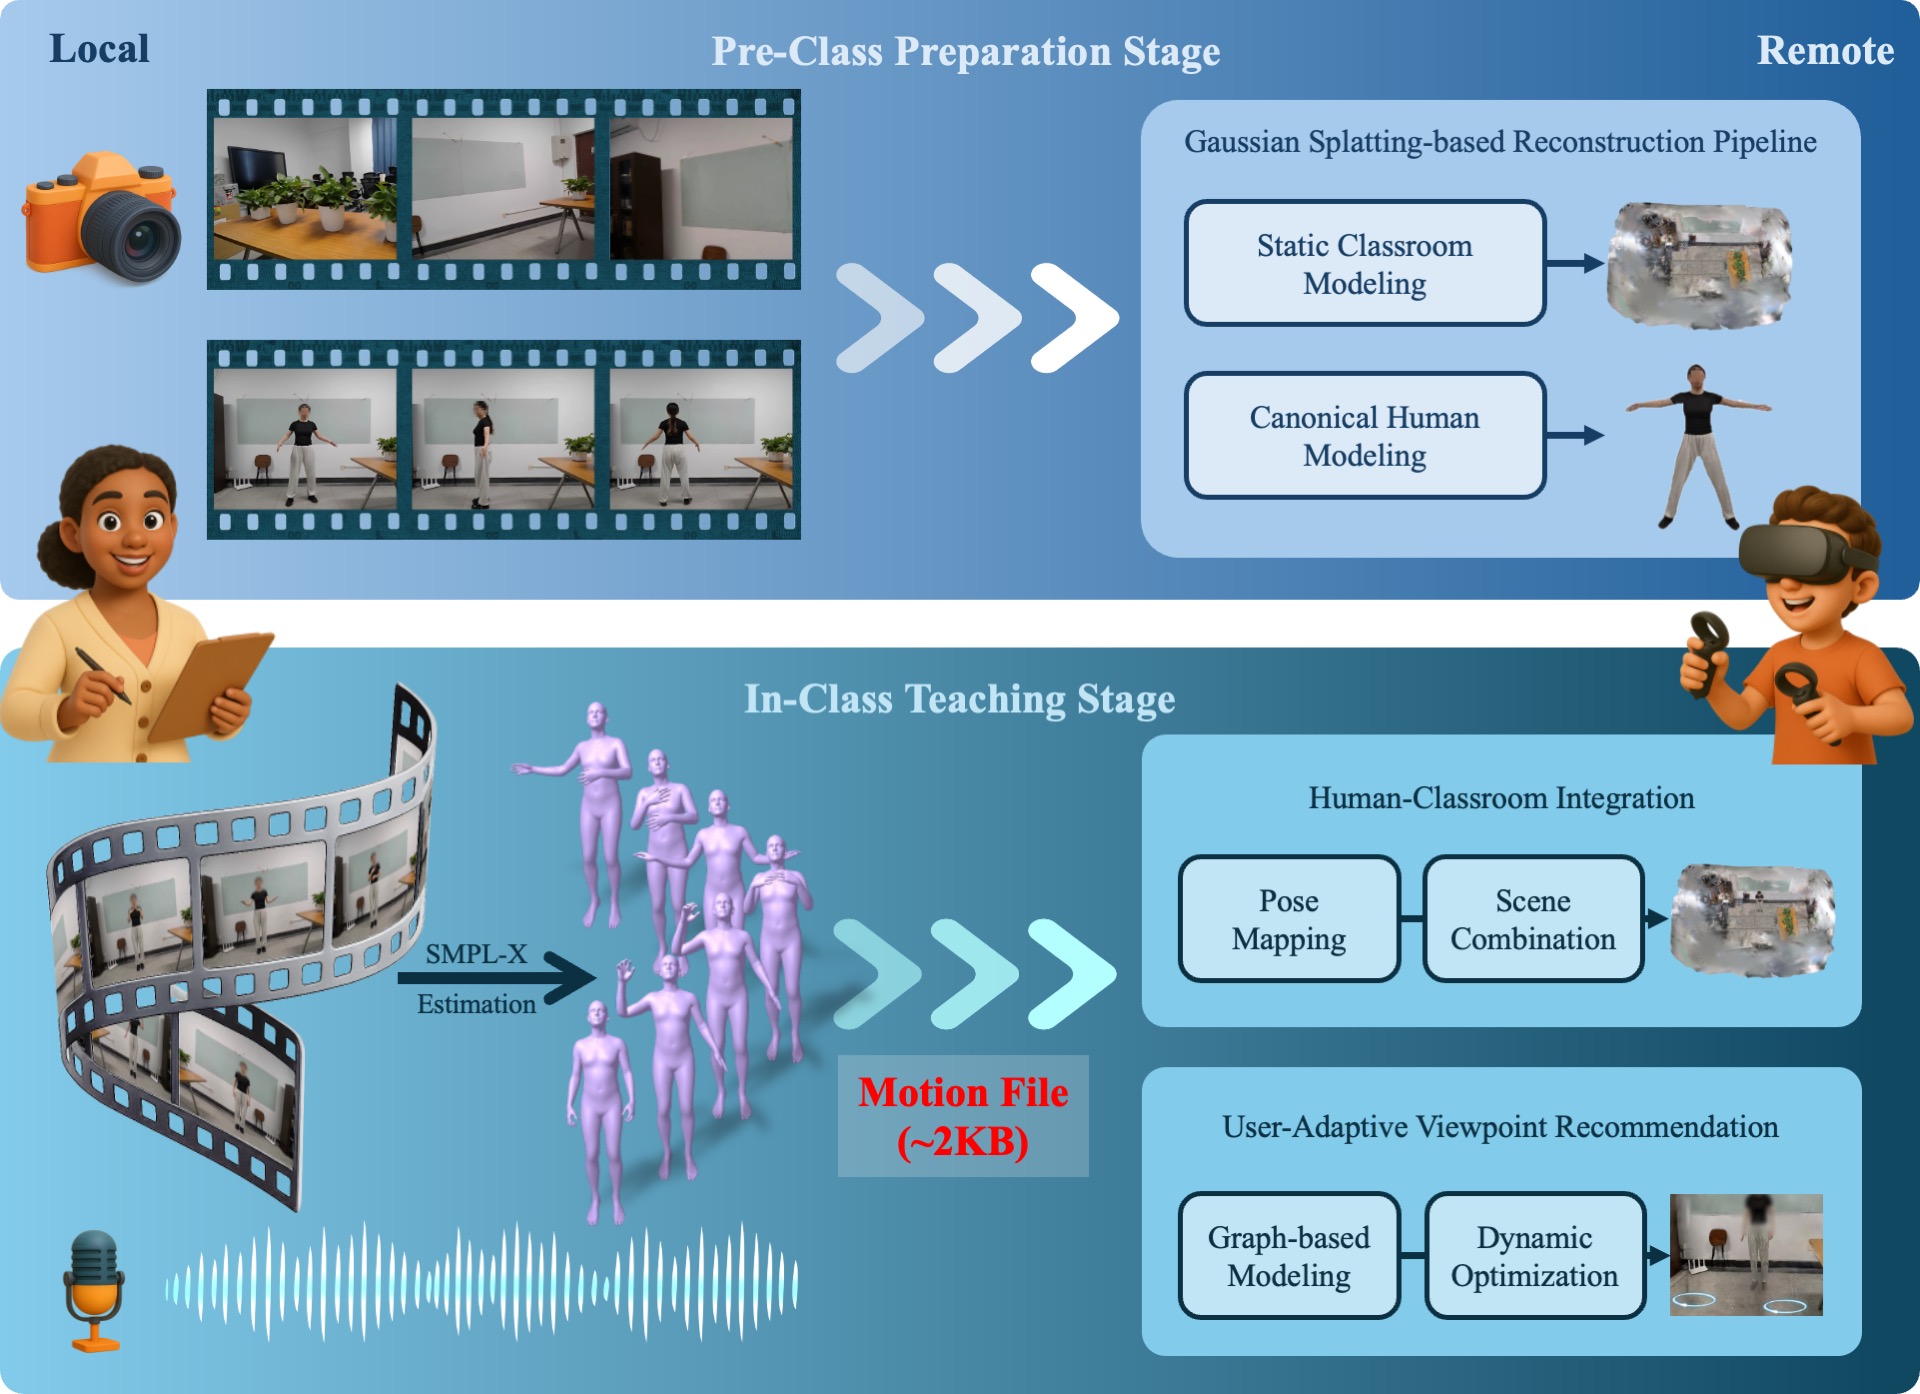 Local
Pre-Class Preparation Stage
Remote
Gaussian Splatting-based Reconstruction Pipeline
Static Classroom
Modeling
Canonical Human
Modeling
In-Class Teaching Stage
SMPL-X
Estimation
Motion File
(~2KB)
Human-Classroom Integration
Pose
Mapping
Scene
Combination
User-Adaptive Viewpoint Recommendation
Graph-based
Modeling
Dynamic
Optimization